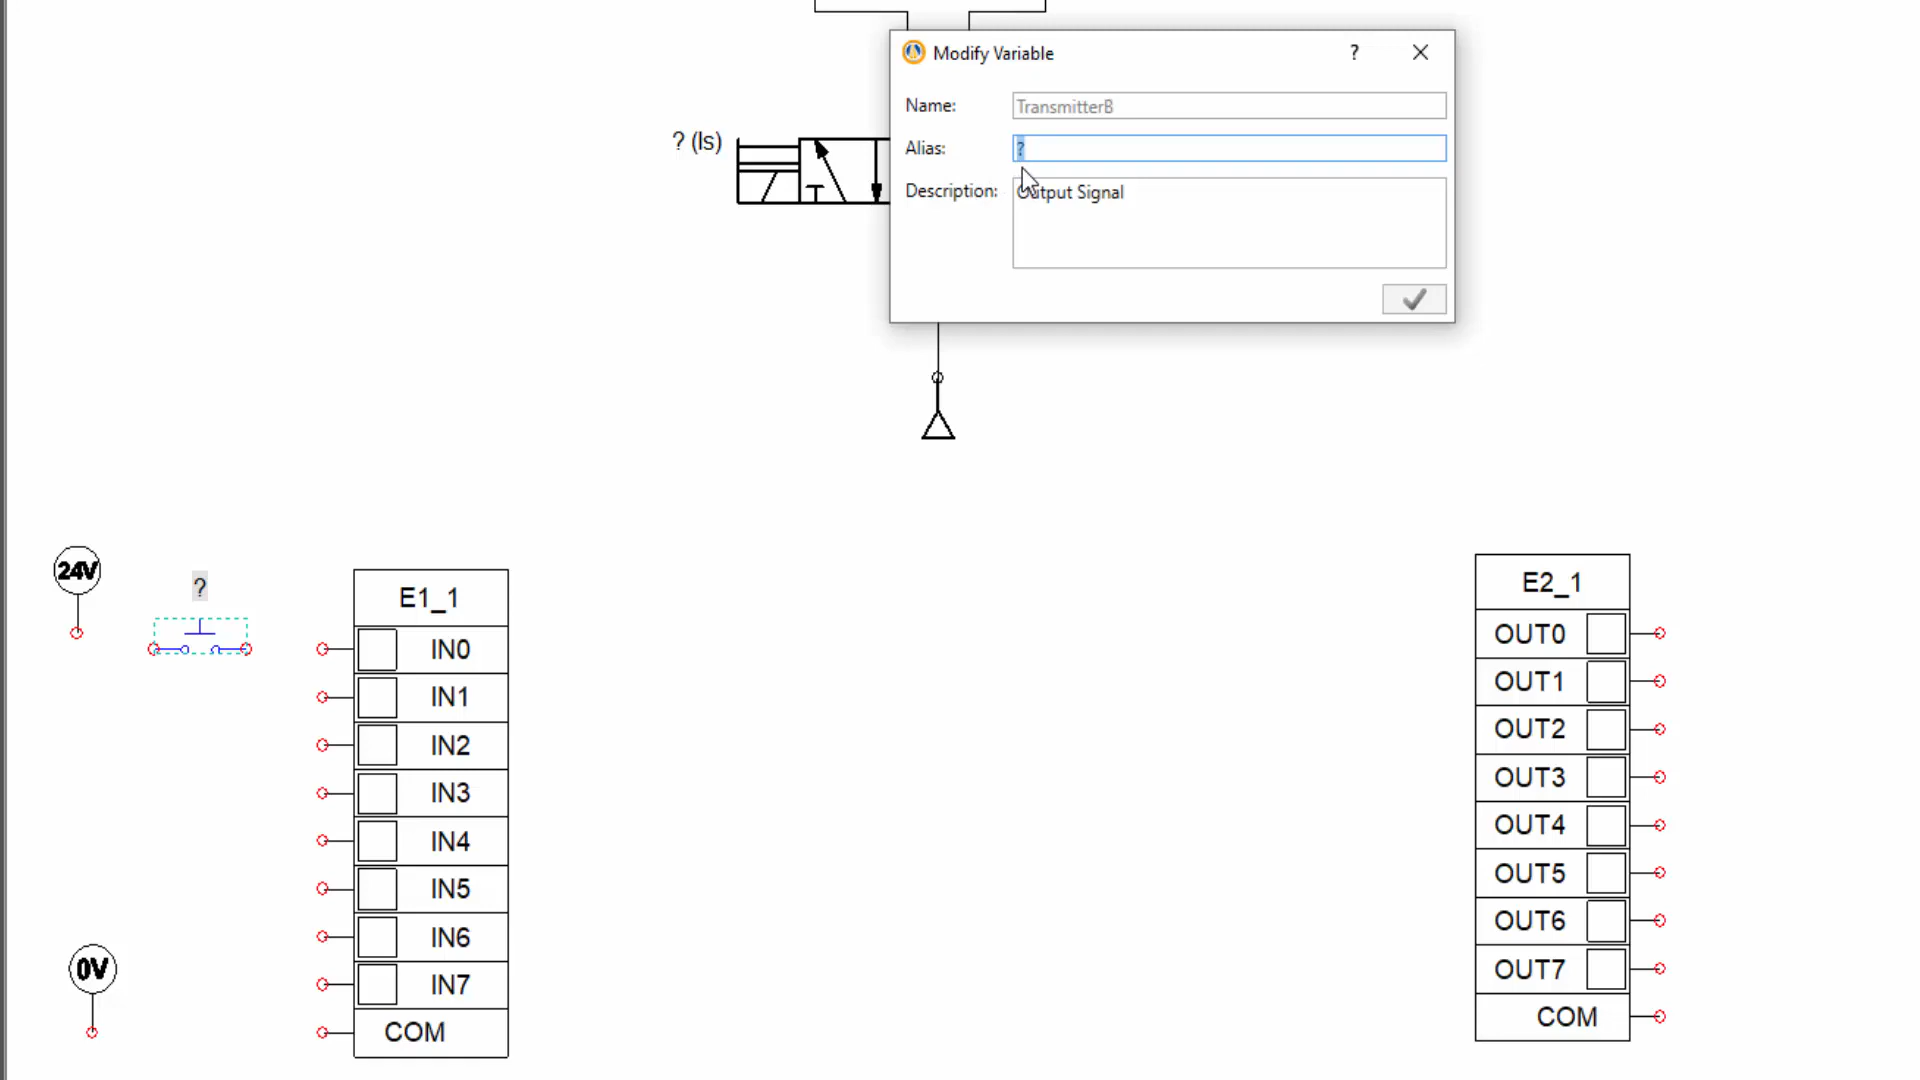 Modify Variable
?
Name:
TransmitterB
Alias:
?
Description:
Output Signal
? (ls)
24V
?
E1_1
IN0
IN1
IN2
IN3
IN4
IN5
IN6
IN7
COM
0V
E2_1
OUT0
OUT1
OUT2
OUT3
OUT4
OUT5
OUT6
OUT7
COM